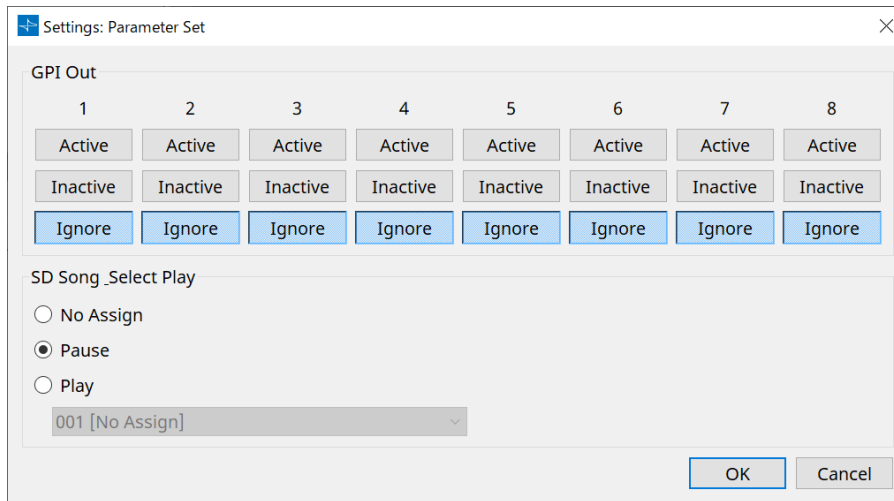 Settings: Parameter Set
GPI Out
1 2 3 4 5 6 7 8
Active Active Active Active Active Active Active Active
Inactive Inactive Inactive Inactive Inactive Inactive Inactive Inactive
Ignore Ignore Ignore Ignore Ignore Ignore Ignore Ignore
SD Song_Select Play
No Assign
Pause
Play
001 [No Assign]
OK Cancel